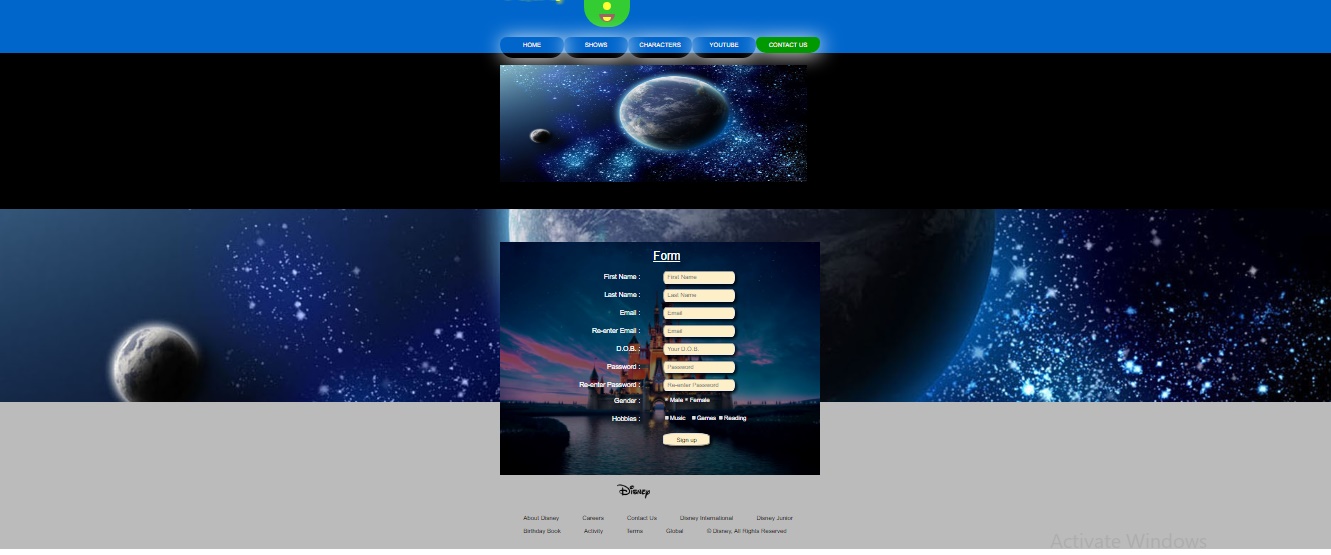 HOME SHOWS CHARACTERS YOUTUBE CONTACT US
Form
First Name : First Name
Last Name : Last Name
Email : Email
Re-enter Email : Email
D.O.B. : Your D.O.B.
Password : Password
Re-enter Password : Re-enter Password
Gender : Male Female
Hobbies : Music Games Reading
Sign up
Disney
About Disney Careers Contact Us Disney International Disney Junior
Birthday Book Activity Terms Global © Disney, All Rights Reserved
Activate Windows